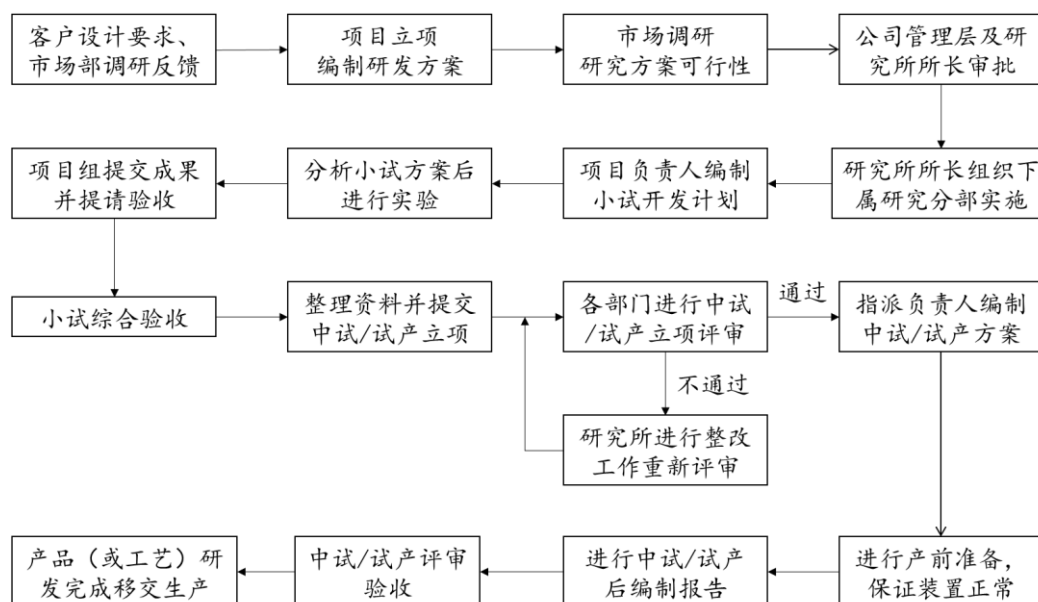 客户设计要求、
市场部调研反馈
项目立项
编制研发方案
市场调研
研究方案可行性
公司管理层及研
究所所长审批
项目组提交成果
并提请验收
分析小试方案后
进行实验
项目负责人编制
小试开发计划
研究所所长组织下
属研究分部实施
小试综合验收
整理资料并提交
中试/试产立项
各部门进行中试
/试产立项评审
通过
指派负责人编制
中试/试产方案
不通过
研究所进行整改
工作重新评审
产品（或工艺）研
发完成移交生产
中试/试产评审
验收
进行中试/试产
后编制报告
进行产前准备，
保证装置正常